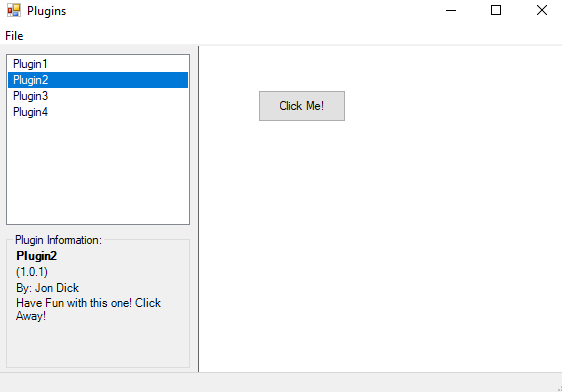 Plugins
File
Plugin1
Plugin2
Plugin3
Plugin4
Click Me!
Plugin Information:
Plugin2
(1.0.1)
By: Jon Dick
Have Fun with this one! Click
Away!